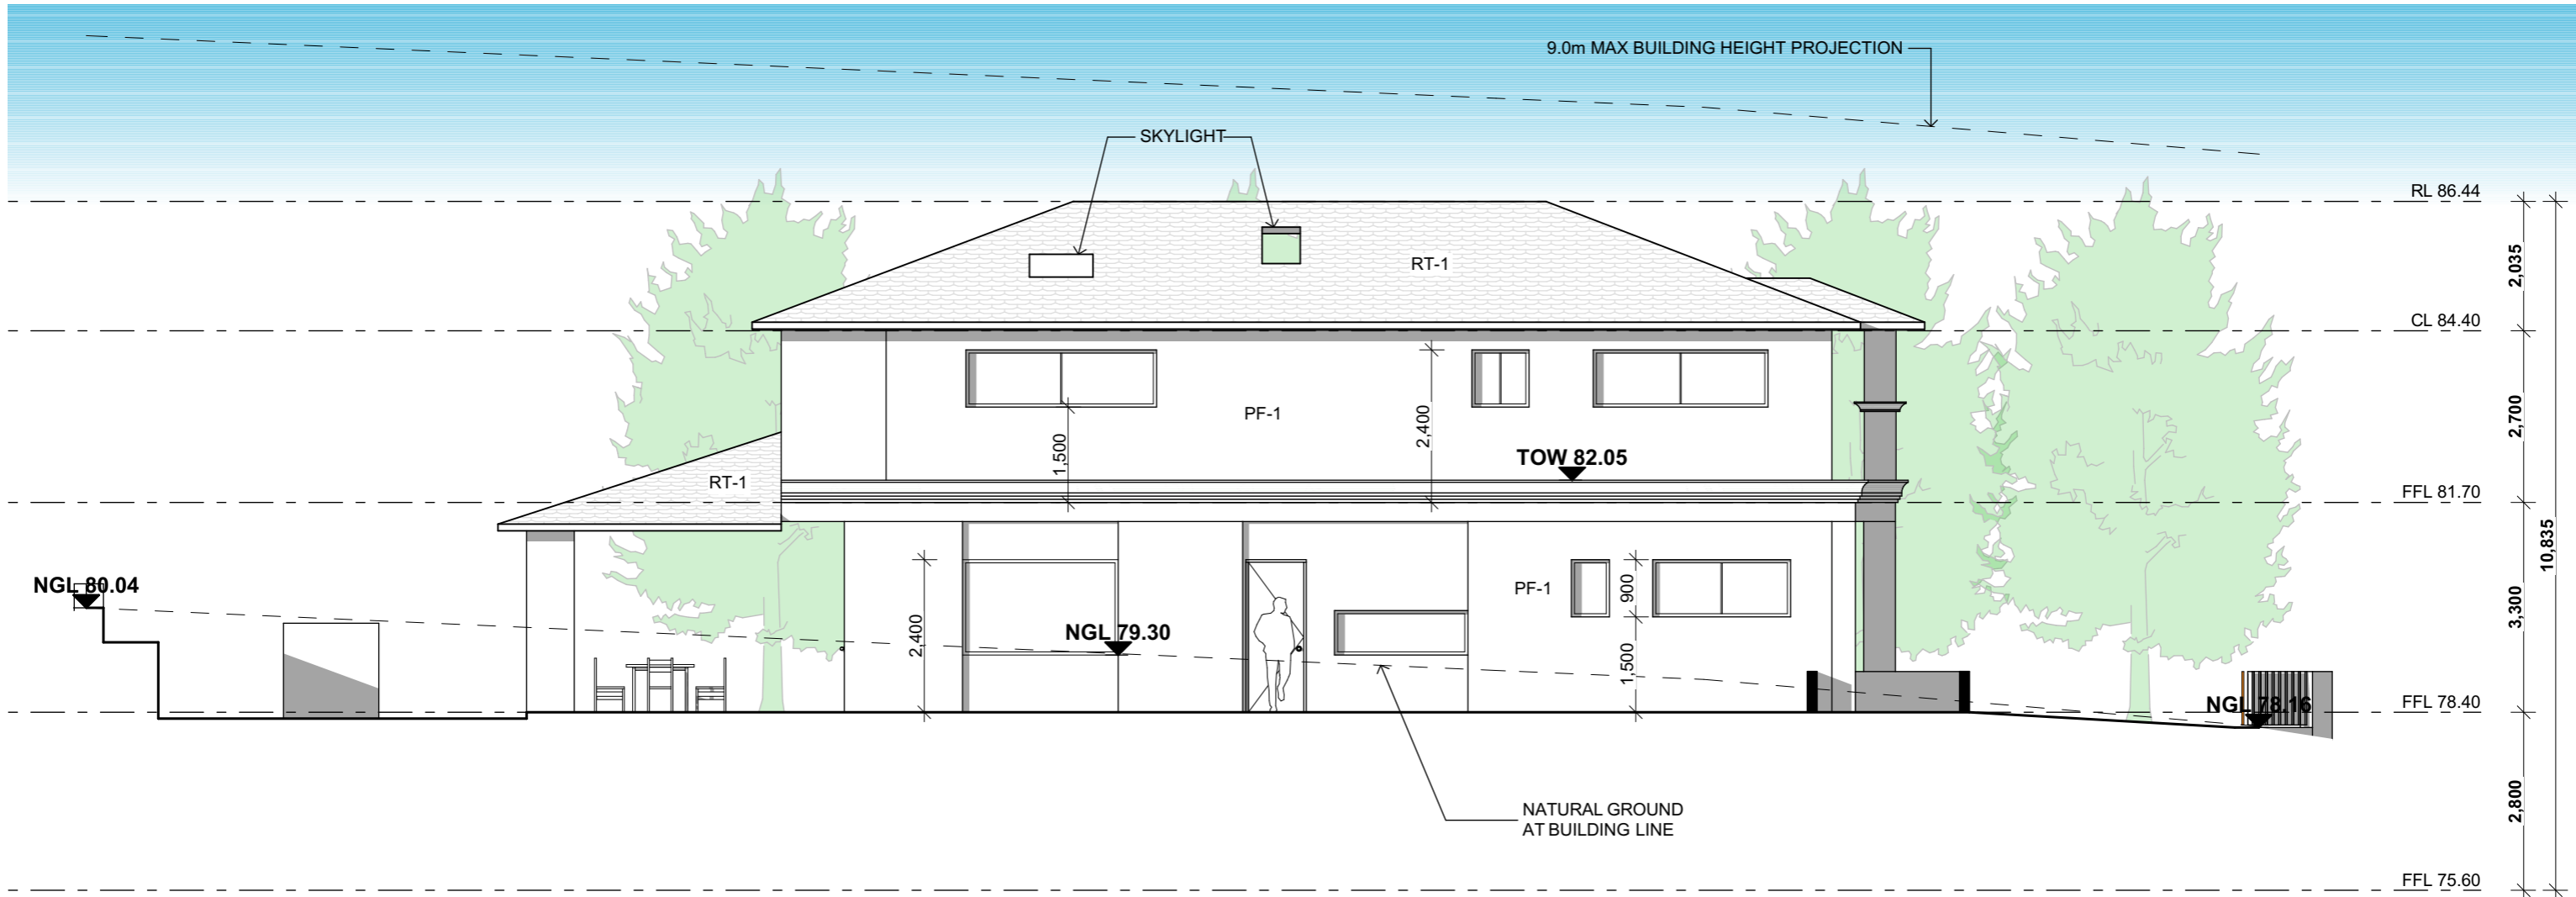 9.0m MAX BUILDING HEIGHT PROJECTION
SKYLIGHT
RL 86.44
RT-1
2,035
CL 84.40
PF-1
2,400
1,500
2,700
TOW 82.05
RT-1
FFL 81.70
10,835
NGL 80.04
2,400
NGL 79.30
PF-1
900
1,500
3,300
NGL 78.16
FFL 78.40
NATURAL GROUND
AT BUILDING LINE
2,800
FFL 75.60